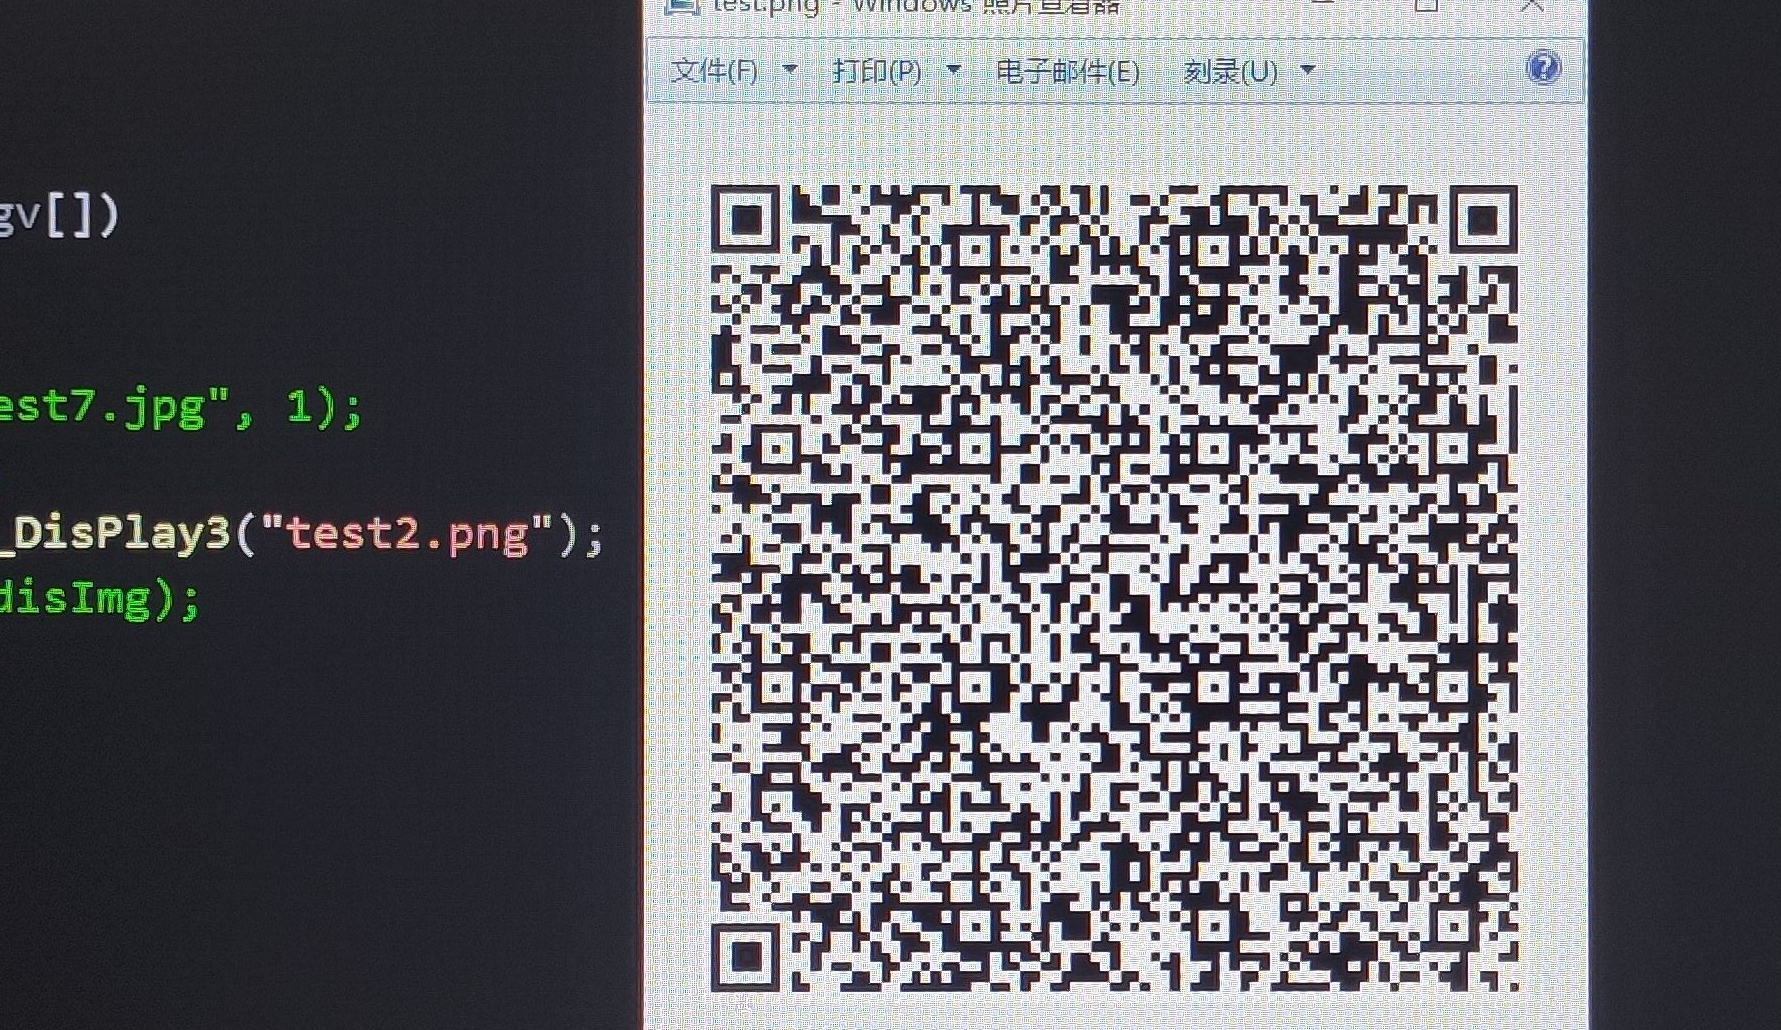 test.png - Windows 照片查看器
文件(F) 打印(P) 电子邮件(E) 刻录(U)
gv[])
est7.jpg", 1);
_DisPlay3("test2.png");
disImg);